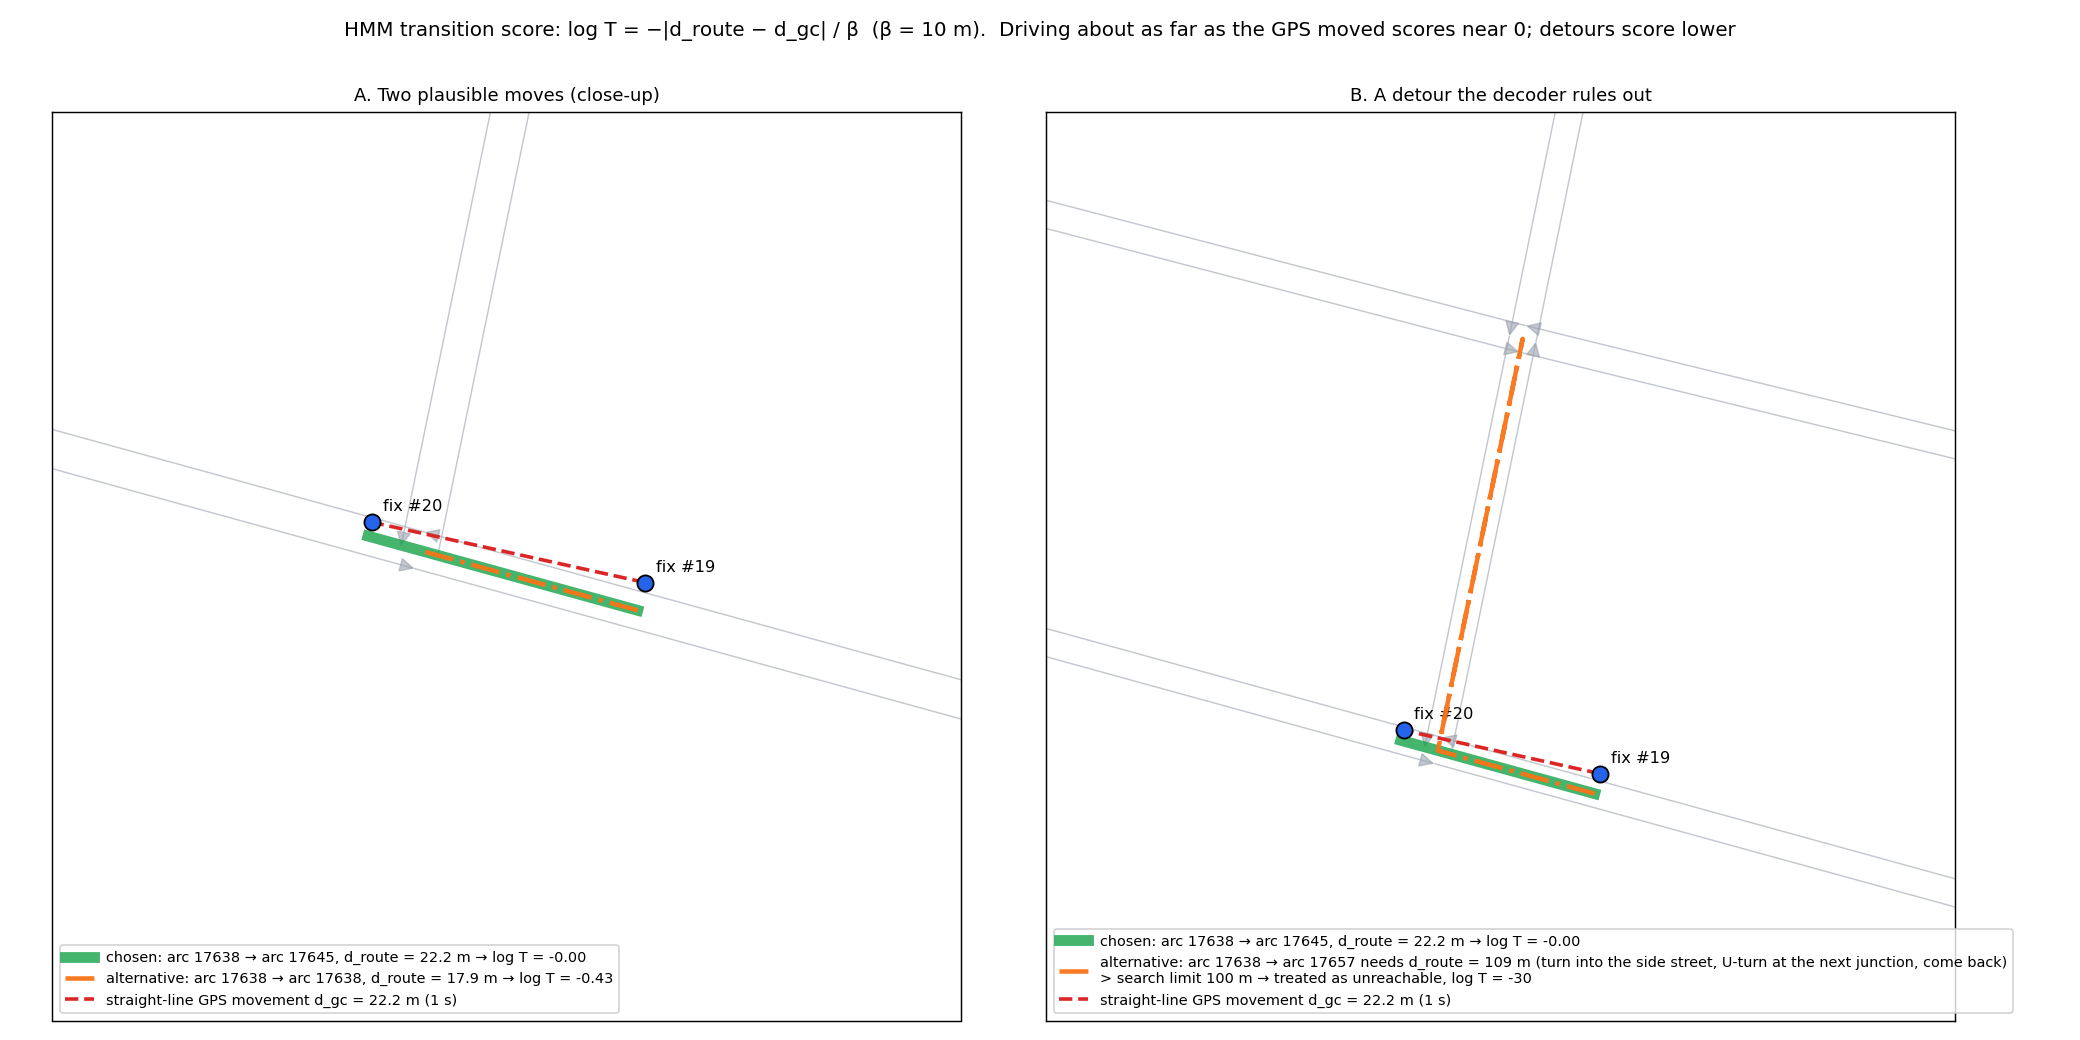 HMM transition score: log T = −|d_route − d_gc| / β  (β = 10 m).  Driving about as far as the GPS moved scores near 0; detours score lower
A. Two plausible moves (close-up)
fix #20
fix #19
chosen: arc 17638 → arc 17645, d_route = 22.2 m → log T = -0.00
alternative: arc 17638 → arc 17638, d_route = 17.9 m → log T = -0.43
straight-line GPS movement d_gc = 22.2 m (1 s)
B. A detour the decoder rules out
fix #20
fix #19
chosen: arc 17638 → arc 17645, d_route = 22.2 m → log T = -0.00
alternative: arc 17638 → arc 17657 needs d_route = 109 m (turn into the side street, U-turn at the next junction, come back)
> search limit 100 m → treated as unreachable, log T = -30
straight-line GPS movement d_gc = 22.2 m (1 s)